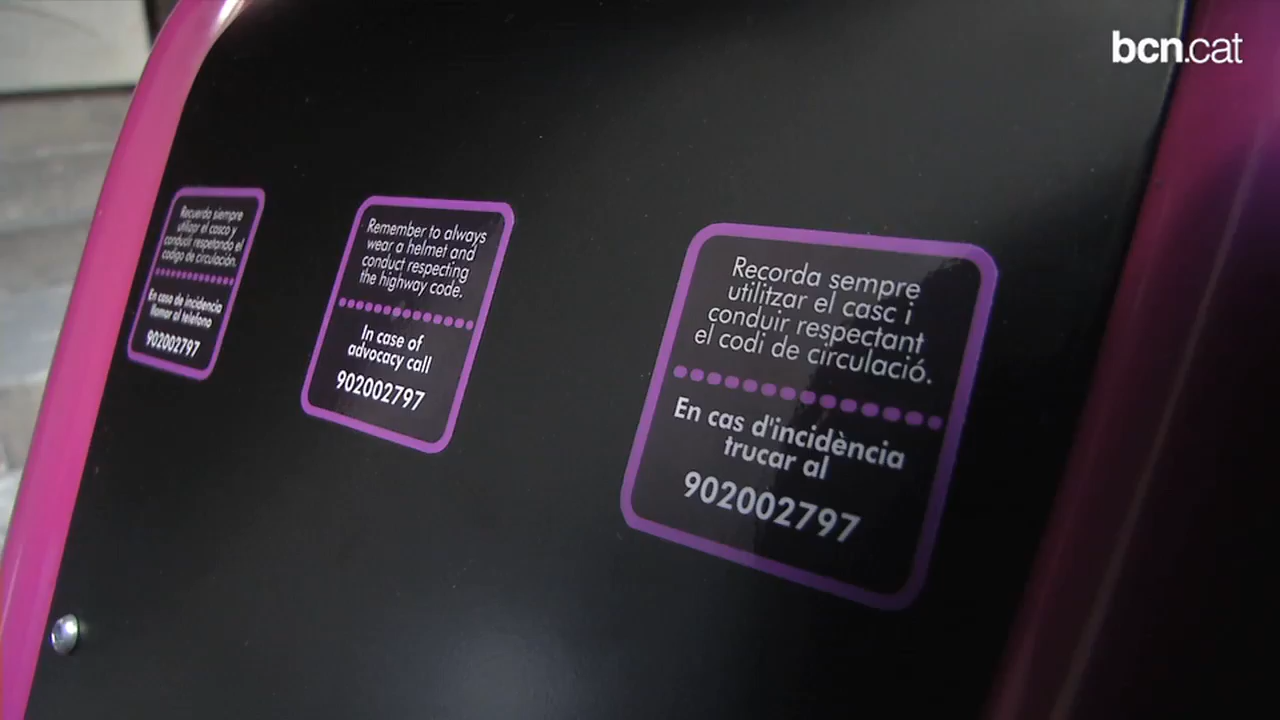 bcn.cat
Recuerda siempre
utilizar el casco y
conducir respetando el
codigo de circulación.
En caso de incidencia
llamar al telefono
902002797
Remember to always
wear a helmet and
conduct respecting
the highway code.
In case of
advocacy call
902002797
Recorda sempre
utilitzar el casc i
conduir respectant
el codi de circulació.
En cas d'incidència
trucar al
902002797